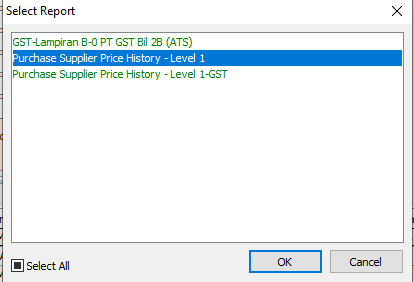 Select Report
GST-Lampiran B-0 PT GST Bil 2B (ATS)
Purchase Supplier Price History - Level 1
Purchase Supplier Price History - Level 1-GST
Select All
OK
Cancel